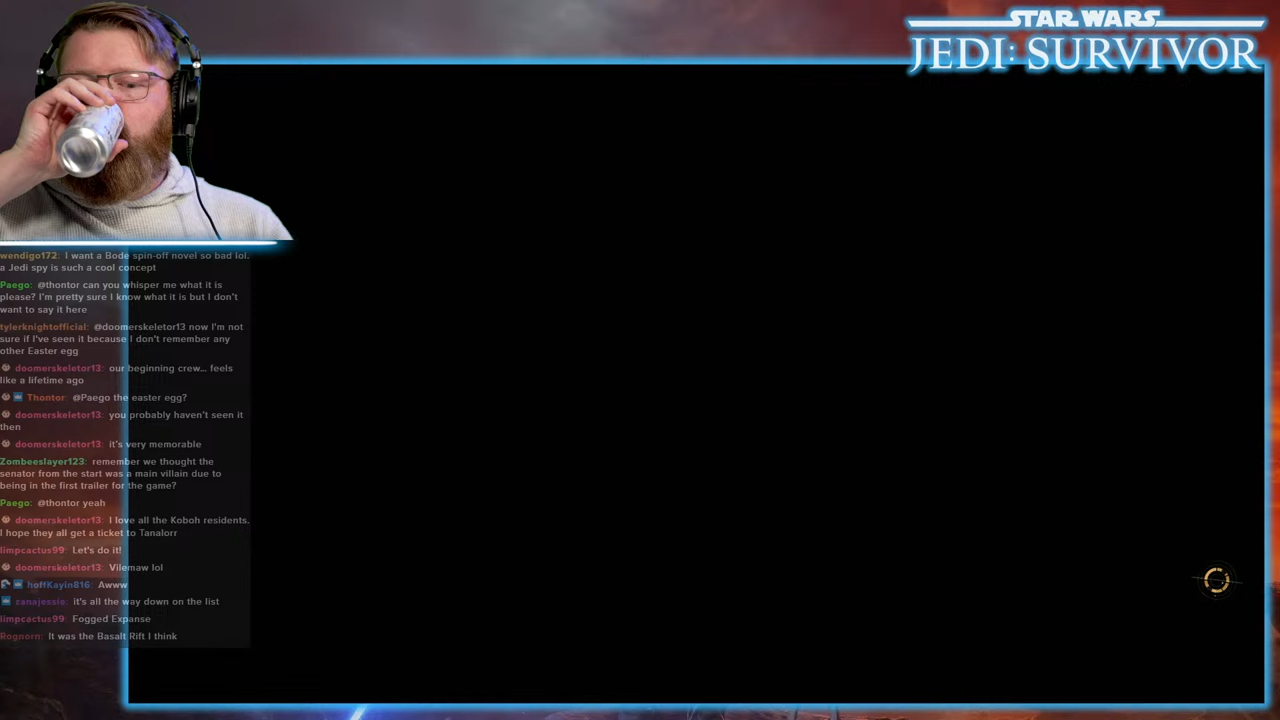 STAR WARS
JEDI: SURVIVOR
wendigo172: I want a Bode spin-off novel so bad lol.
a Jedi spy is such a cool concept
Paego: @thontor can you whisper me what it is
please? I'm pretty sure I know what it is but I don't
want to say it here
tylerknightofficial: @doomerskeletor13 now I'm not
sure if I've seen it because I don't remember any
other Easter egg
doomerskeletor13: our beginning crew... feels
like a lifetime ago
Thontor: @Paego the easter egg?
doomerskeletor13: you probably haven't seen it
then
doomerskeletor13: it's very memorable
Zombeeslayer123: remember we thought the
senator from the start was a main villain due to
being in the first trailer for the game?
Paego: @thontor yeah
doomerskeletor13: I love all the Koboh residents.
I hope they all get a ticket to Tanalorr
limpcactus99: Let's do it!
doomerskeletor13: Vilemaw lol
hoffKayin816: Awww
zanajessie: it's all the way down on the list
limpcactus99: Fogged Expanse
Rognorn: It was the Basalt Rift I think